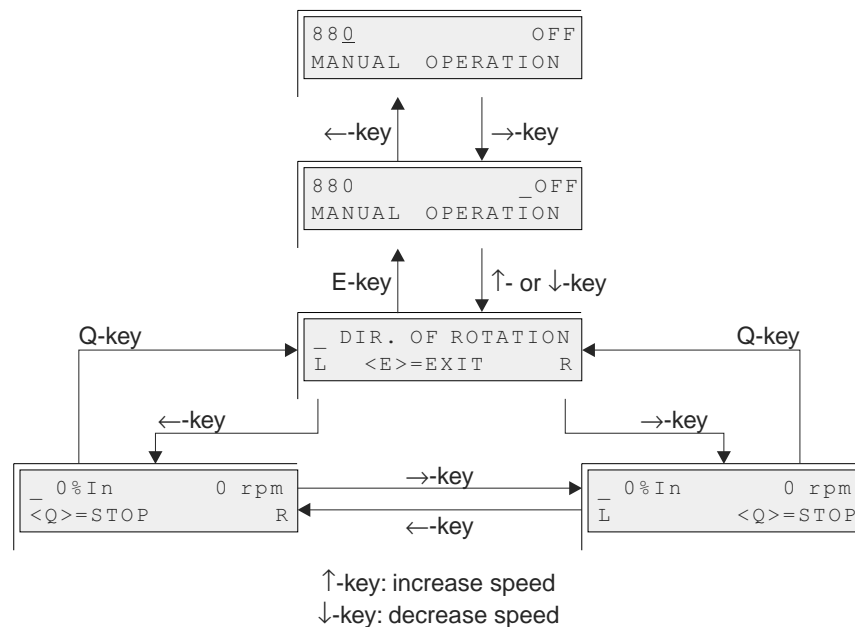 880 OFF
MANUAL OPERATION
←-key →-key
880 _OFF
MANUAL OPERATION
E-key ↑- or ↓-key
Q-key Q-key
_ DIR. OF ROTATION
L <E>=EXIT R
←-key →-key
_ 0%In 0 rpm
<Q>=STOP R
→-key
←-key
_ 0%In 0 rpm
L <Q>=STOP
↑-key: increase speed
↓-key: decrease speed